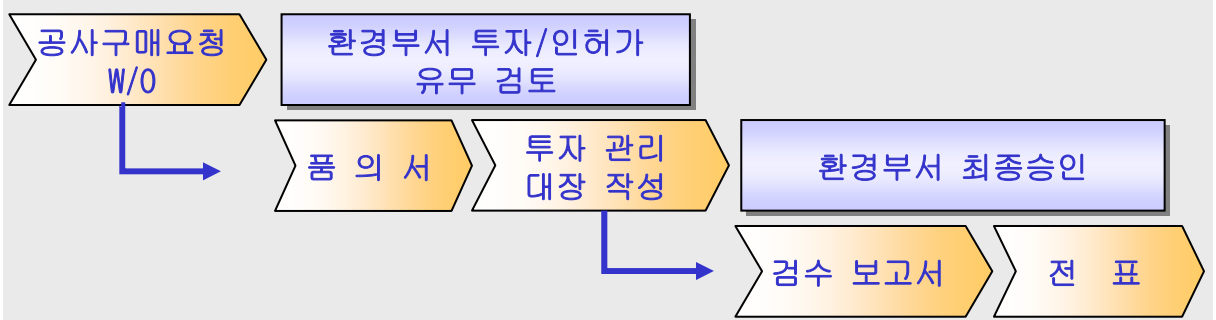 공사구매요청
W/O
환경부서 투자/인허가
유무 검토
품 의 서
투자 관리
대장 작성
환경부서 최종승인
검수 보고서
전 표